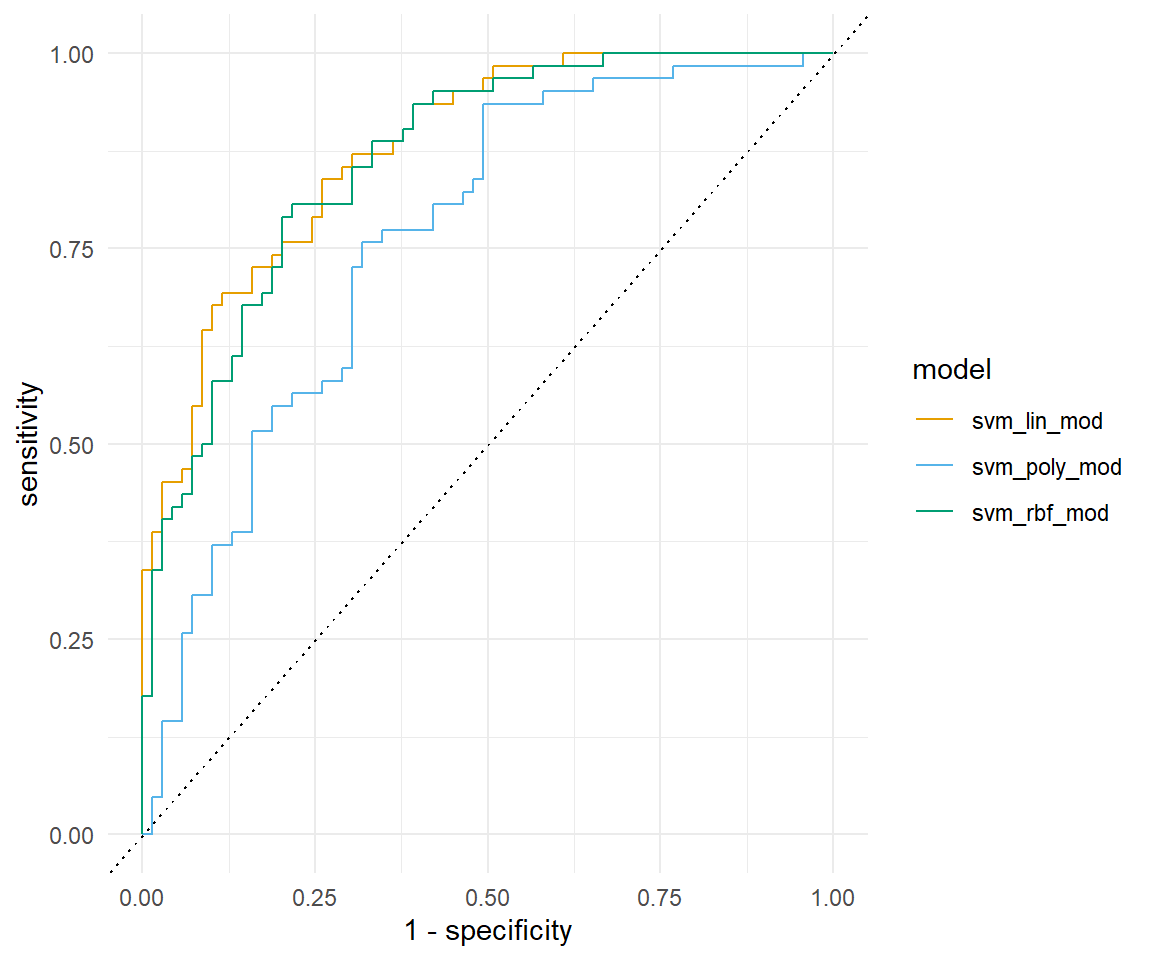 1.00
0.75
0.50
0.25
0.00
sensitivity
0.00 0.25 0.50 0.75 1.00
1 - specificity
model
svm_lin_mod
svm_poly_mod
svm_rbf_mod